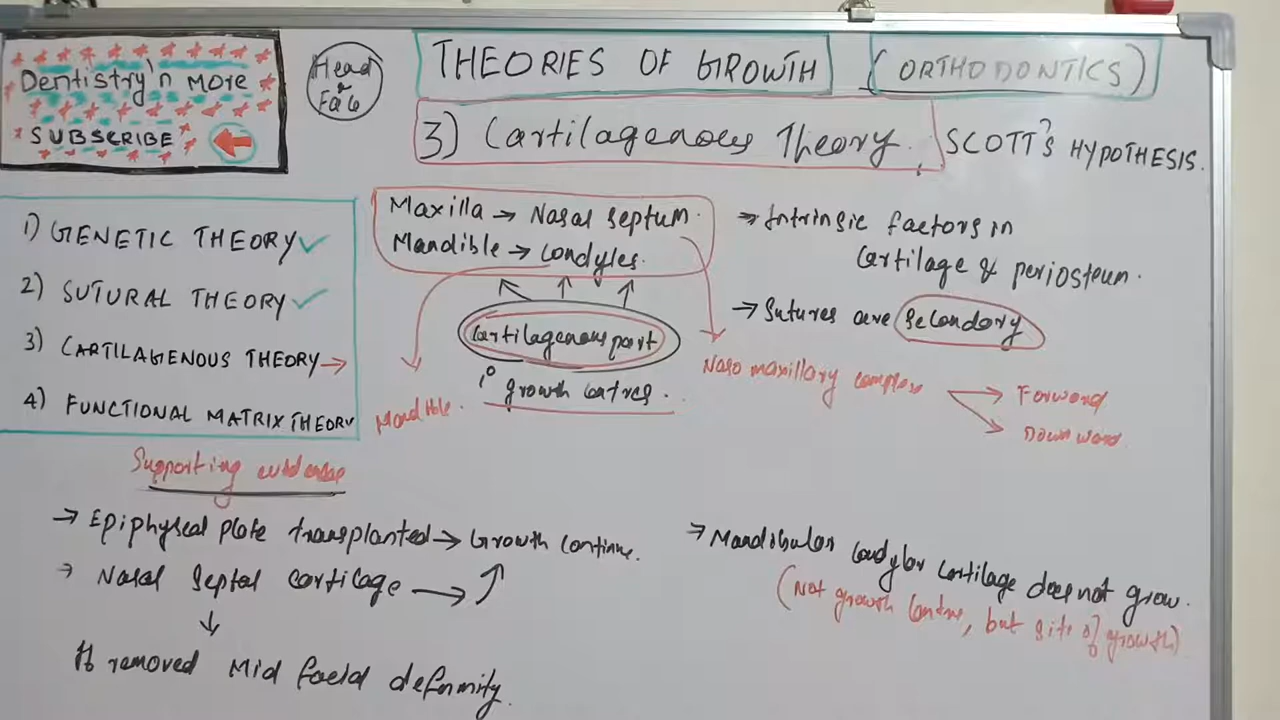 Dentistry'n More
SUBSCRIBE
Head
&
Face
THEORIES OF GROWTH (ORTHODONTICS)
3) Cartilagenous Theory. SCOTT'S HYPOTHESIS.
1) GENETIC THEORY ✓
2) SUTURAL THEORY ✓
3) CARTILAGENOUS THEORY →
4) FUNCTIONAL MATRIX THEORY
Maxilla → Nasal septum.
Mandible → Condyles.
Cartilagenous part
1° growth centres.
Mandible.
⇒ Intrinsic factors in
Cartilage & periosteum.
→ Sutures are Secondary
Naso maxillary complex
Forward
Downward
Supporting evidence
→ Epiphyseal plate transplanted → Growth continue.
→ Nasal Septal cartilage →
↓
If removed Mid facial deformity.
→ Mandibular Condylar cartilage does not grow.
(Not growth centre, but site of growth)